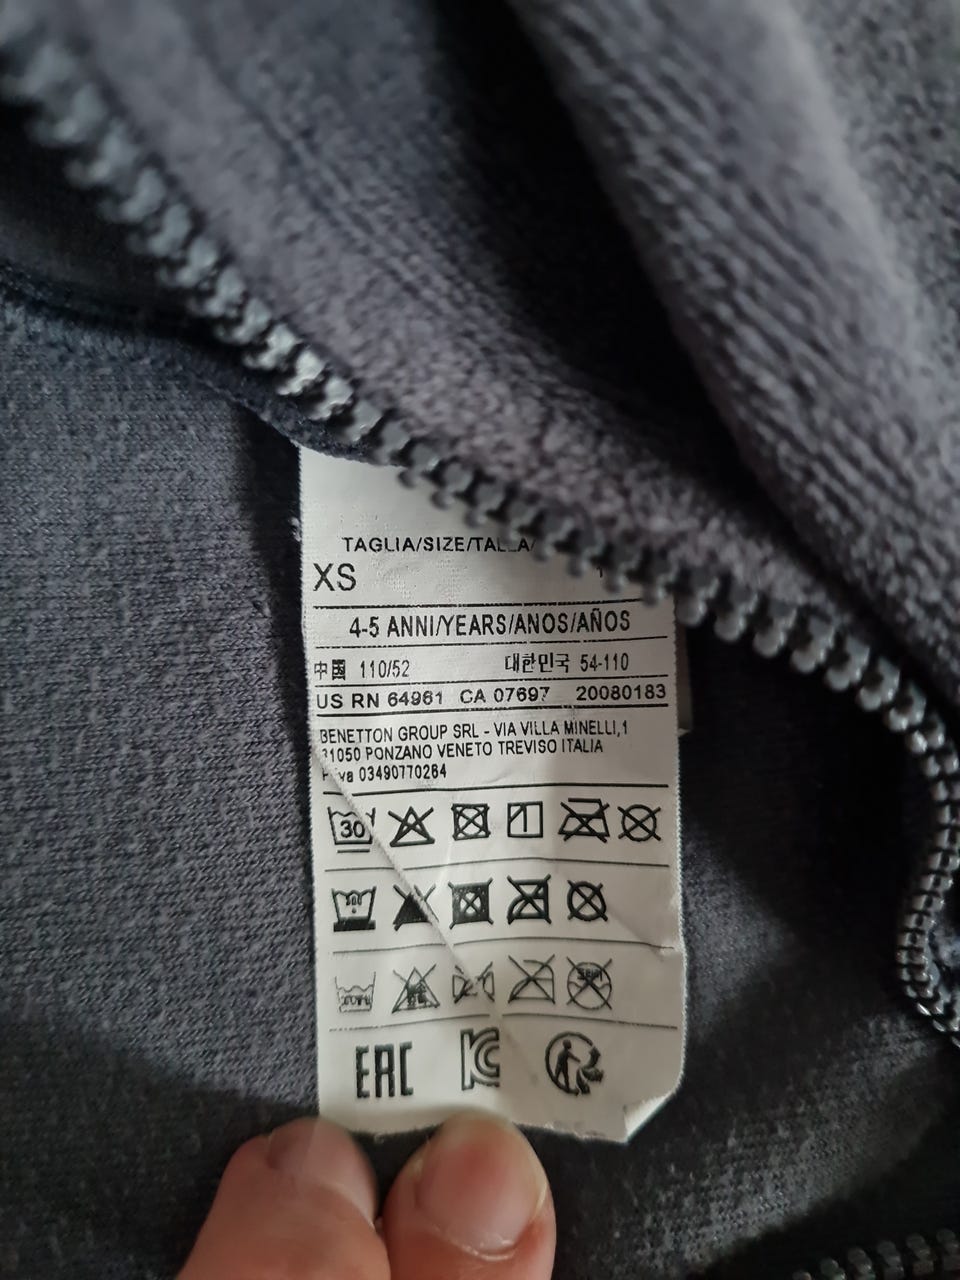 TAGLIA/SIZE/TALLA/
XS
4-5 ANNI/YEARS/ANOS/AÑOS
中国 110/52 대한민국 54-110
US RN 64961 CA 07697 20080183
BENETTON GROUP SRL - VIA VILLA MINELLI,1
31050 PONZANO VENETO TREVISO ITALIA
P.iva 03490770264
30
EAC